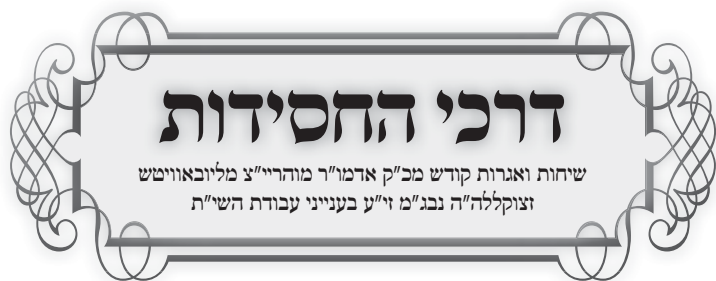 דרכי החסידות
שיחות ואגרות קודש מכ"ק אדמו"ר מוהריי"צ מליובאוויטש
זצוקללה"ה נבג"מ זי"ע בענייני עבודת השי"ת